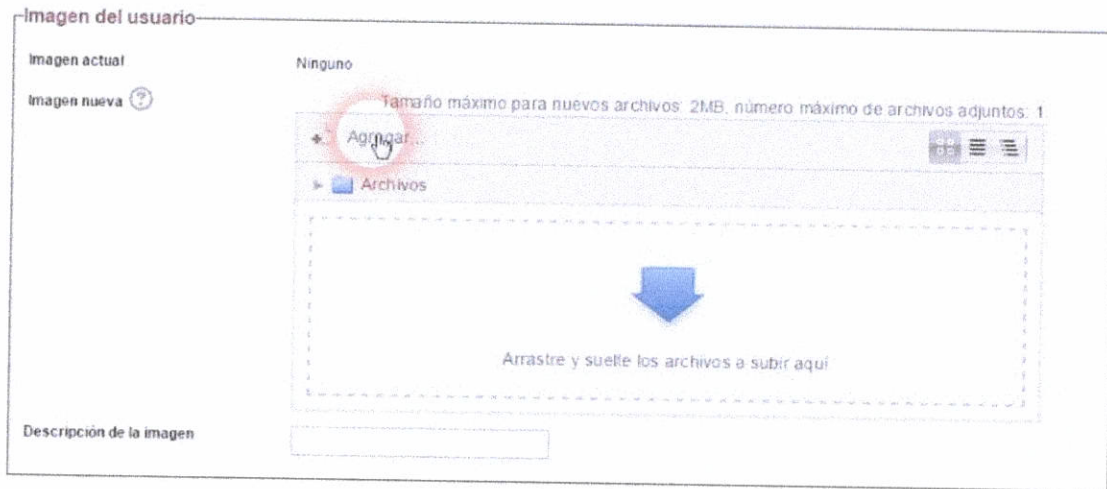 Imagen del usuario
Imagen actual
Ninguno
Imagen nueva ?
Tamaño máximo para nuevos archivos: 2MB, número máximo de archivos adjuntos: 1
Agregar...
Archivos
Arrastre y suelte los archivos a subir aquí
Descripción de la imagen